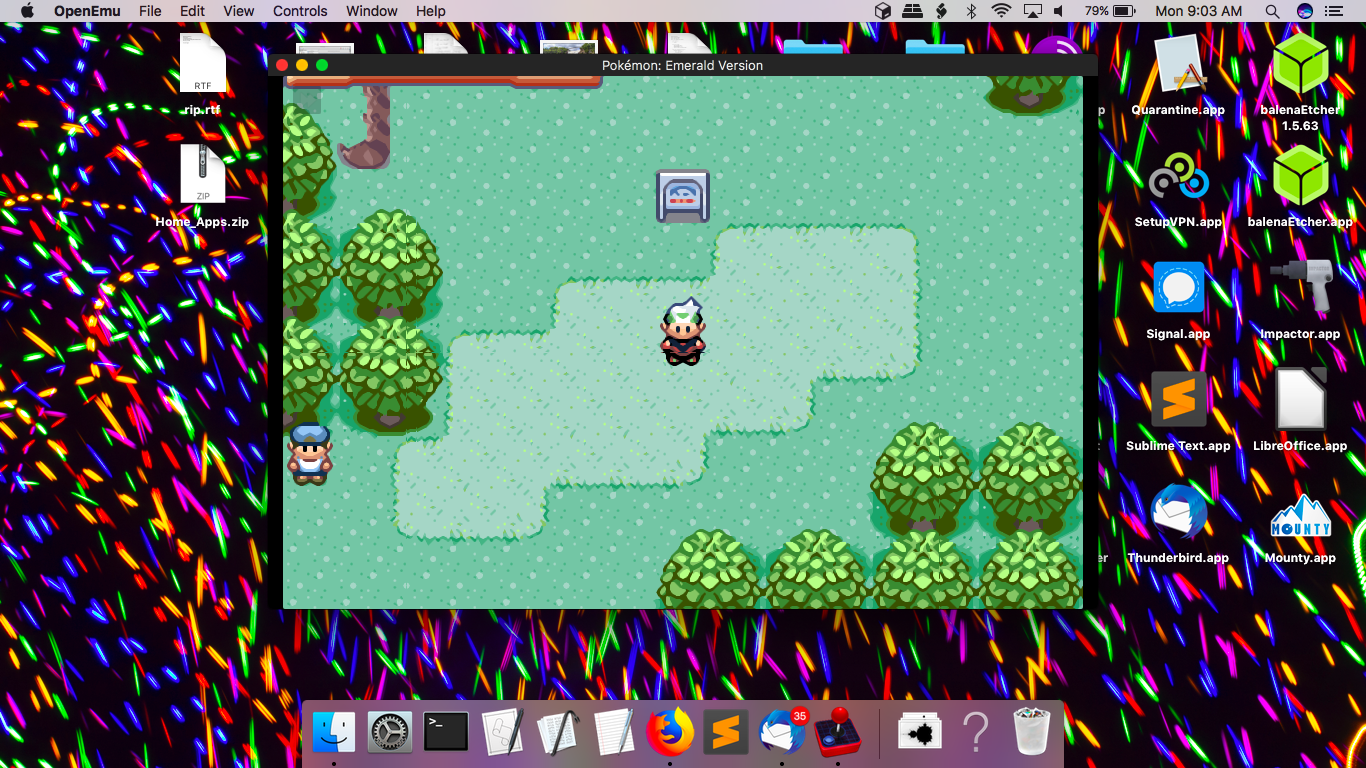 OpenEmu File Edit View Controls Window Help 79% Mon 9:03 AM
Pokémon: Emerald Version
RTF
rip.rtf
ZIP
Home_Apps.zip
Quarantine.app
balenaEtcher
1.5.63
SetupVPN.app
balenaEtcher.app
Signal.app
Impactor.app
Sublime Text.app
LibreOffice.app
MOUNTY
er
Thunderbird.app
Mounty.app
>_
35
?